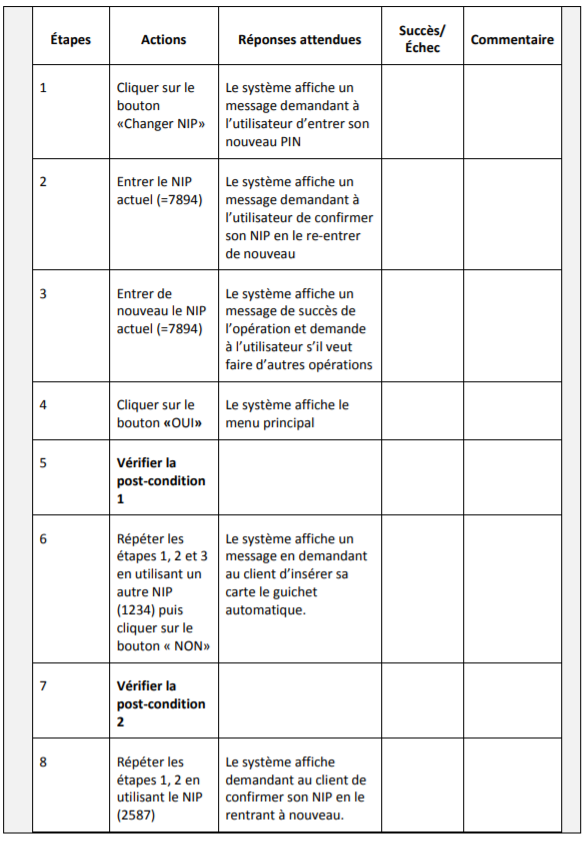 Étapes
Actions
Réponses attendues
Succès/
Échec
Commentaire
1
Cliquer sur le
bouton
«Changer NIP»
Le système affiche un
message demandant à
l’utilisateur d’entrer son
nouveau PIN
2
Entrer le NIP
actuel (=7894)
Le système affiche un
message demandant à
l’utilisateur de confirmer
son NIP en le re-entrer
de nouveau
3
Entrer de
nouveau le NIP
actuel (=7894)
Le système affiche un
message de succès de
l’opération et demande
à l’utilisateur s’il veut
faire d’autres opérations
4
Cliquer sur le
bouton «OUI»
Le système affiche le
menu principal
5
Vérifier la
post-condition
1
6
Répéter les
étapes 1, 2 et 3
en utilisant un
autre NIP
(1234) puis
cliquer sur le
bouton « NON»
Le système affiche un
message en demandant
au client d’insérer sa
carte le guichet
automatique.
7
Vérifier la
post-condition
2
8
Répéter les
étapes 1, 2 en
utilisant le NIP
(2587)
Le système affiche
demandant au client de
confirmer son NIP en le
rentrant à nouveau.